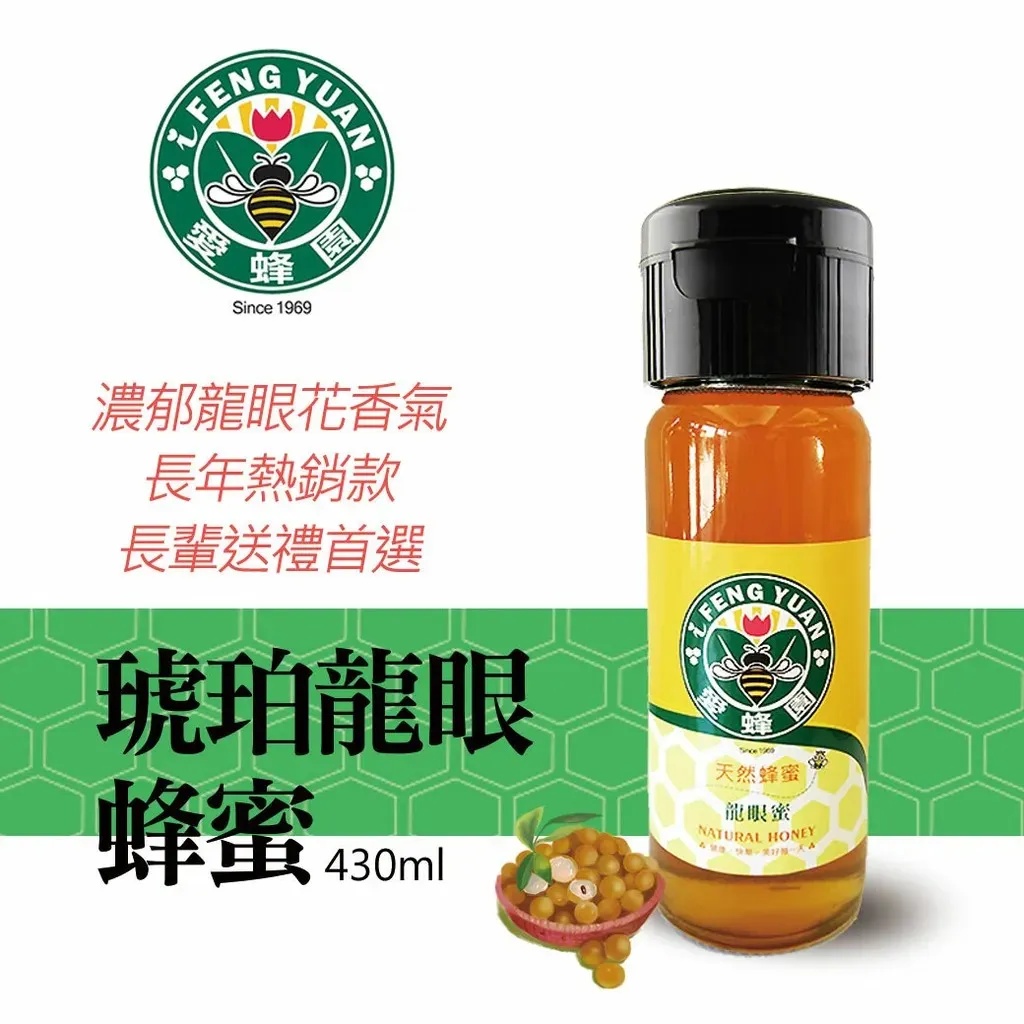 i FENG YUAN
愛蜂園
Since 1969
濃郁龍眼花香氣
長年熱銷款
長輩送禮首選
琥珀龍眼
蜂蜜 430ml
i FENG YUAN
愛蜂園
Since 1969
天然蜂蜜
龍眼蜜
NATURAL HONEY